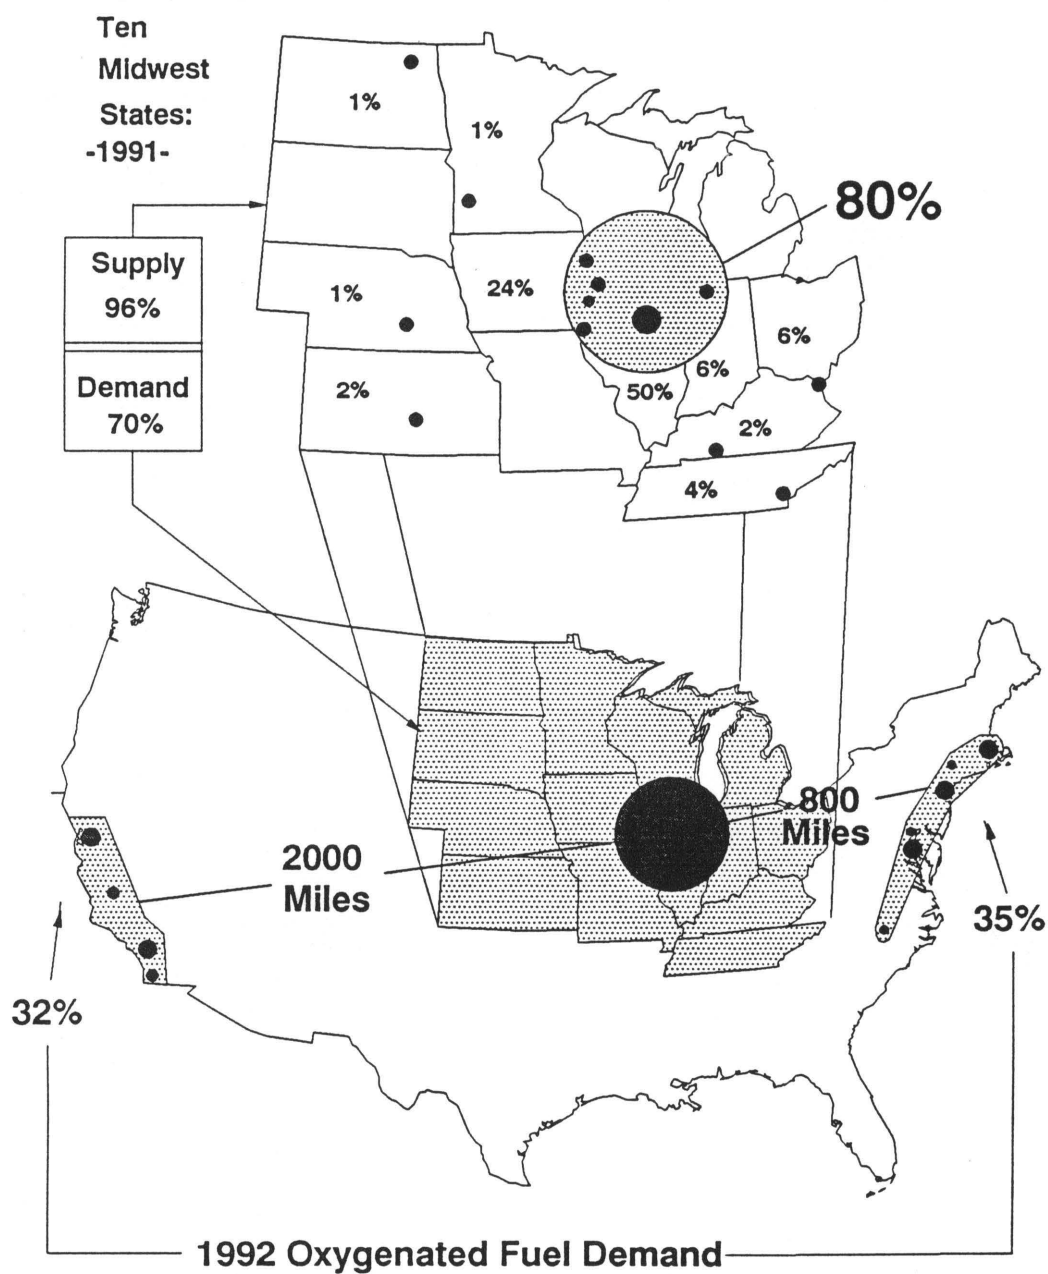 Ten
Midwest
States:
-1991-
1%
1%
80%
Supply
96%
Demand
70%
1%
24%
6%
2%
50%
6%
2%
4%
2000
Miles
800
Miles
32%
35%
1992 Oxygenated Fuel Demand